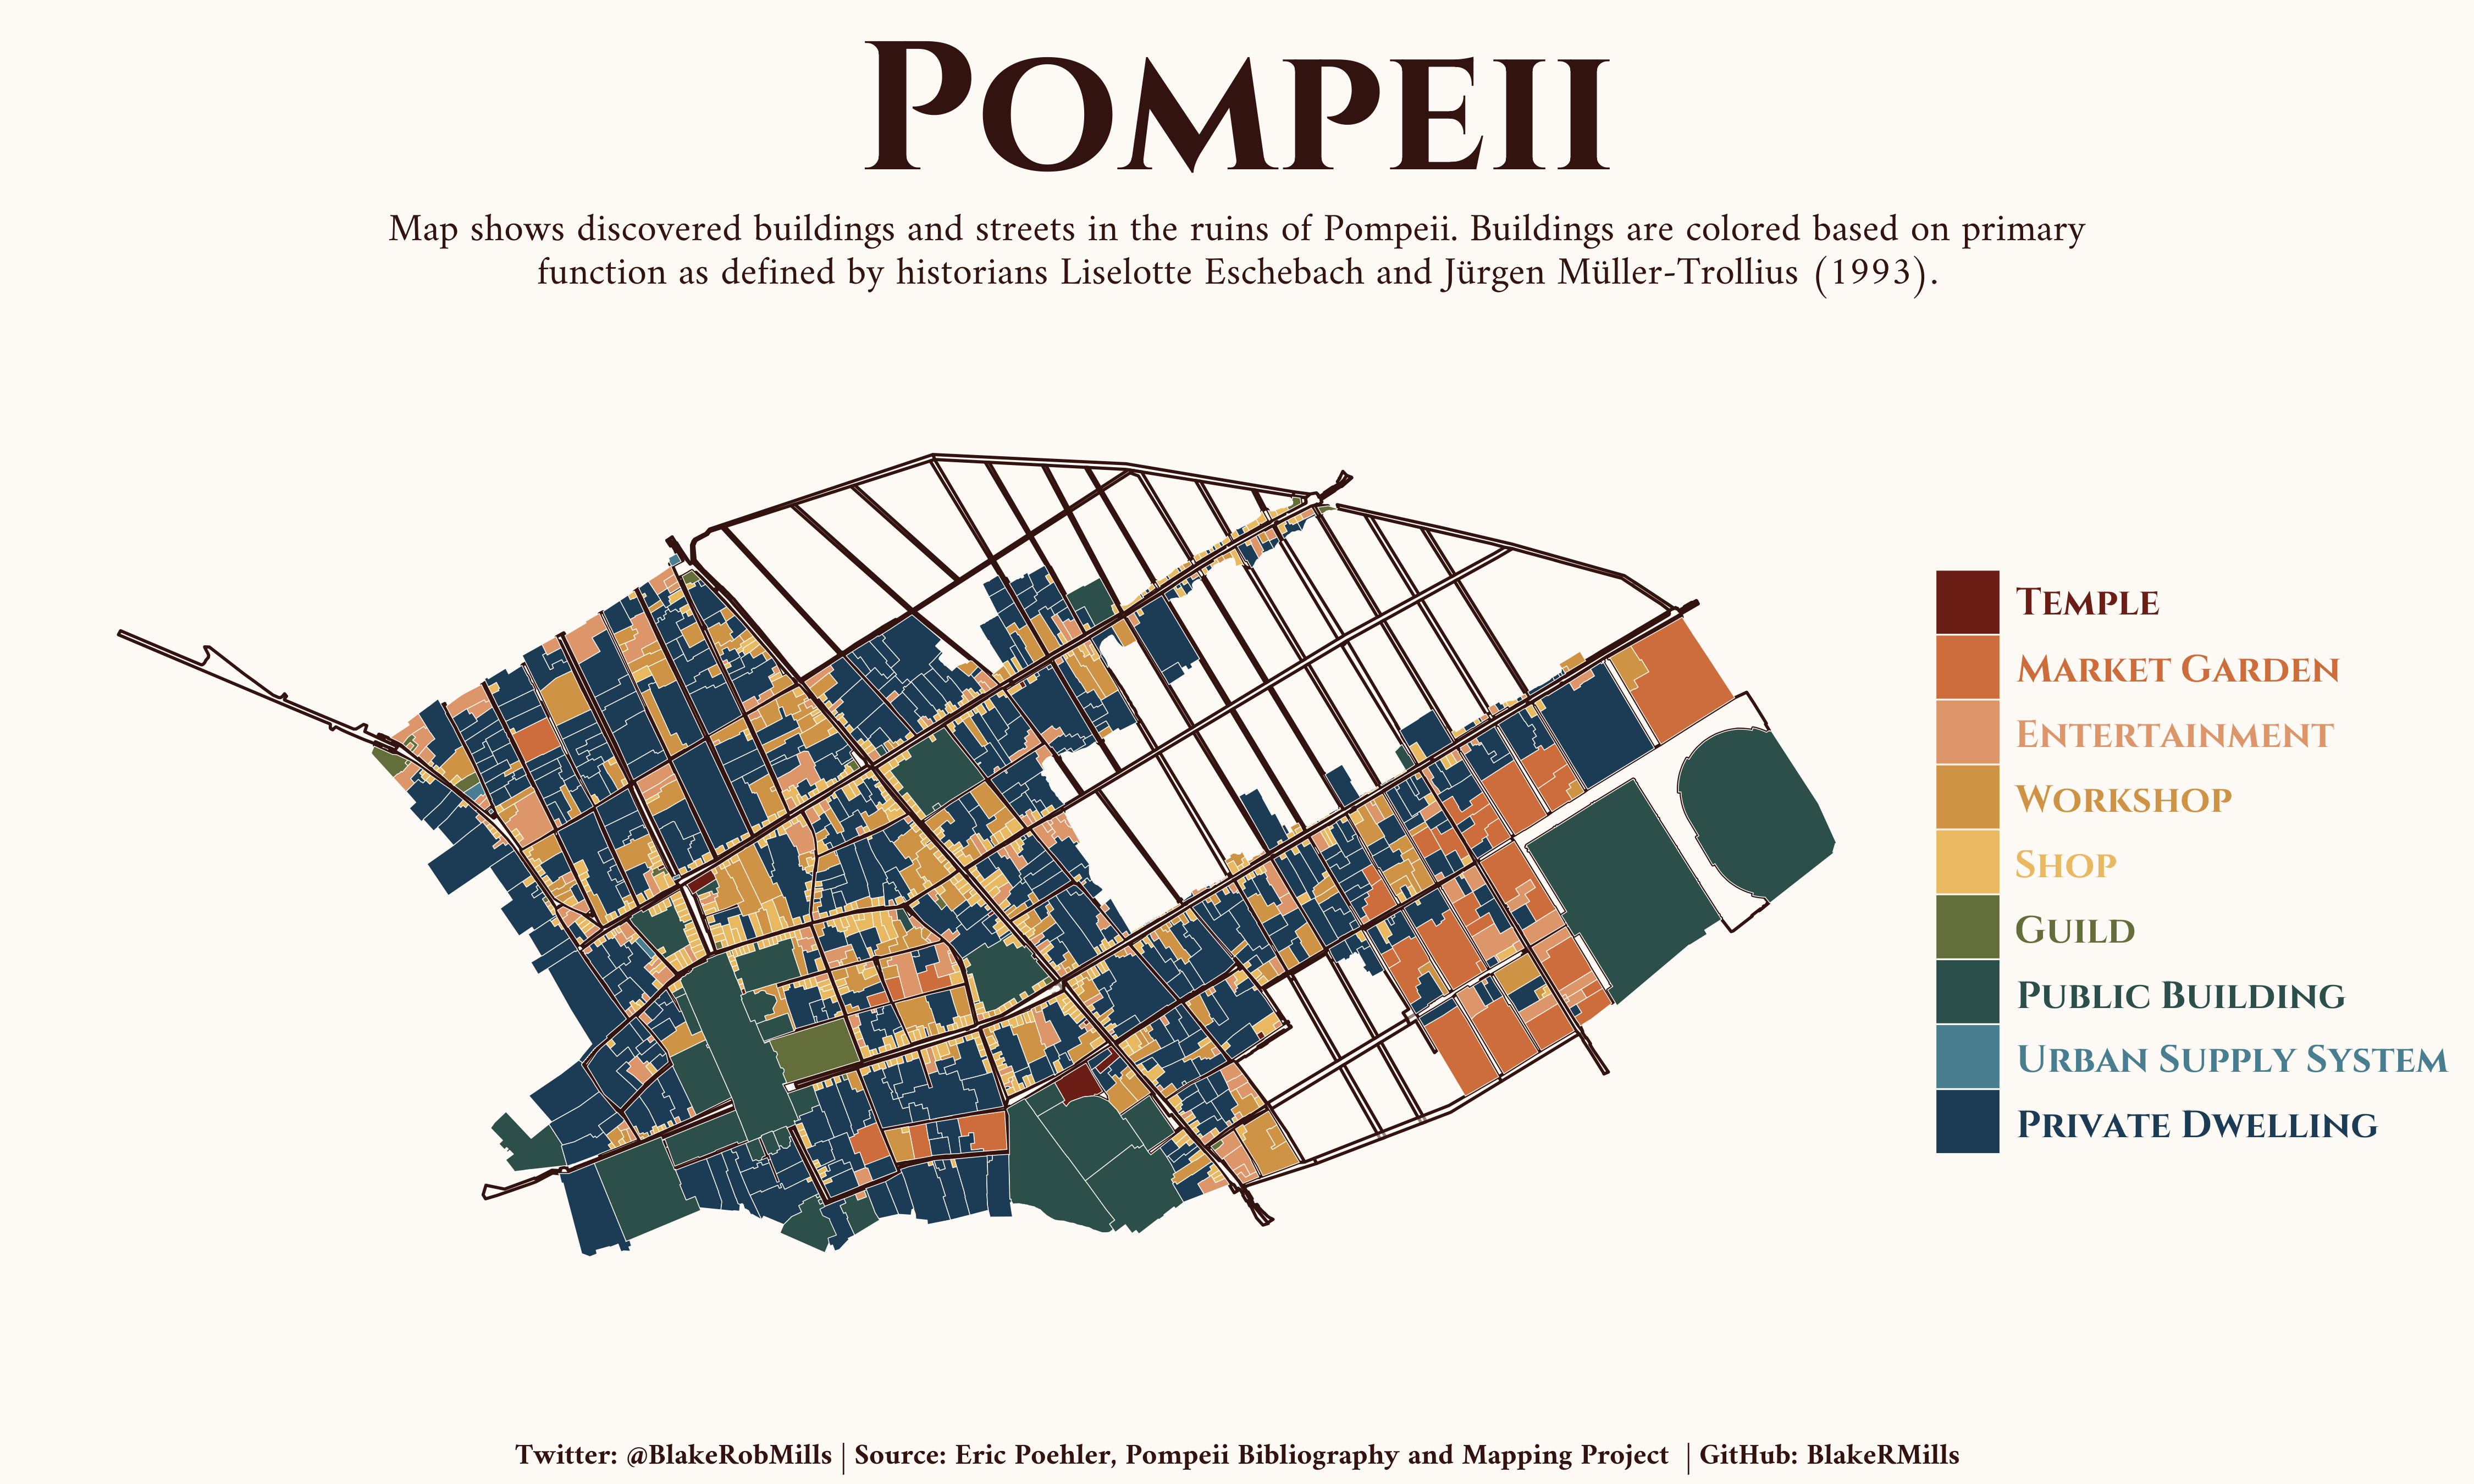 Pompeii
Map shows discovered buildings and streets in the ruins of Pompeii. Buildings are colored based on primary
function as defined by historians Liselotte Eschebach and Jürgen Müller-Trollius (1993).
Temple
Market Garden
Entertainment
Workshop
Shop
Guild
Public Building
Urban Supply System
Private Dwelling
Twitter: @BlakeRobMills | Source: Eric Poehler, Pompeii Bibliography and Mapping Project | GitHub: BlakeRMills